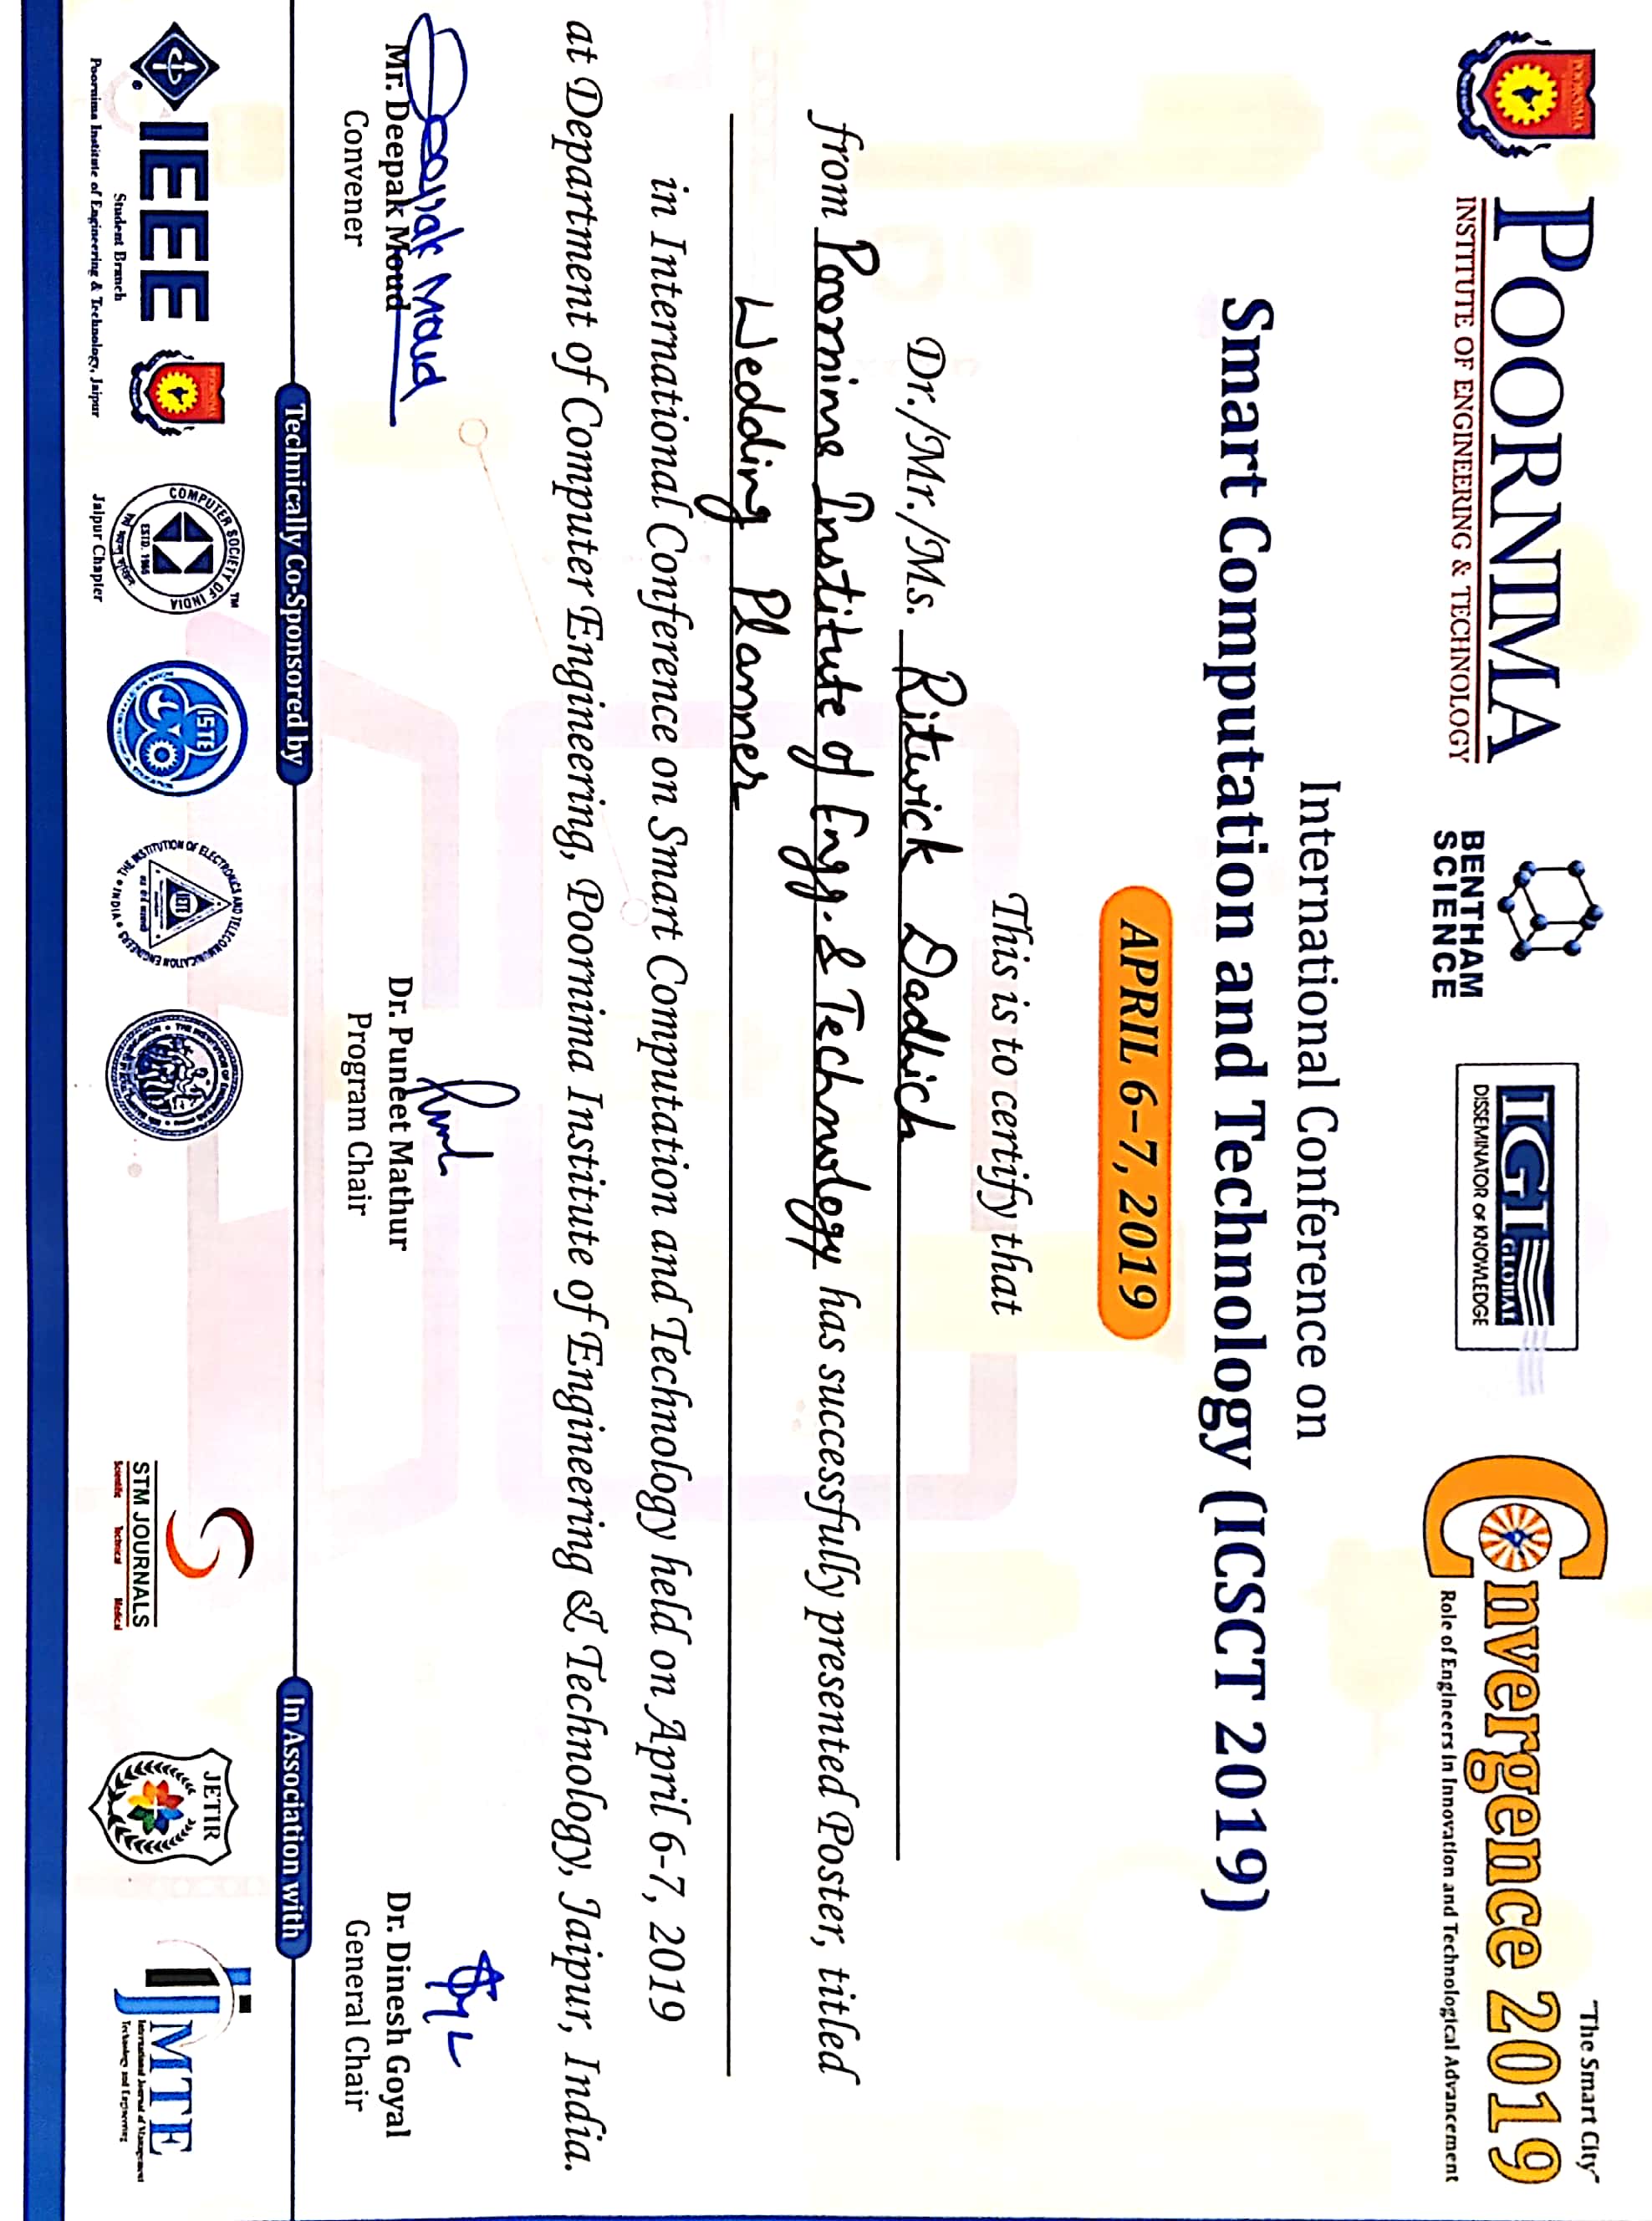 POORNIMA
INSTITUTE OF ENGINEERING & TECHNOLOGY
BENTHAM
SCIENCE
IGI GLOBAL
DISSEMINATOR OF KNOWLEDGE
"The Smart City"
Convergence 2019
Role of Engineers in Innovation and Technological Advancement
International Conference on
Smart Computation and Technology (ICSCT 2019)
APRIL 6-7, 2019
This is to certify that
Dr./Mr./Ms. Ritwick Dadhich
from Poornima Institute of Engg. & Technology has successfully presented Poster, titled
Wedding Planner
in International Conference on Smart Computation and Technology held on April 6-7, 2019
at Department of Computer Engineering, Poornima Institute of Engineering & Technology, Jaipur, India.
Deepak Moud
Mr. Deepak Moud
Convener
Dr. Puneet Mathur
Program Chair
Dr. Dinesh Goyal
General Chair
Technically Co-Sponsored by
In Association with
IEEE
Student Branch
Poornima Institute of Engineering & Technology, Jaipur
COMPUTER SOCIETY OF INDIA TM
ESTD. 1965
Jaipur Chapter
ISTE
THE INSTITUTION OF ELECTRONICS AND TELECOMMUNICATION ENGINEERS • INDIA •
IETE
STM JOURNALS
Scientific Technical Medical
JETIR
IJMTE
International Journal of Management
Technology and Engineering